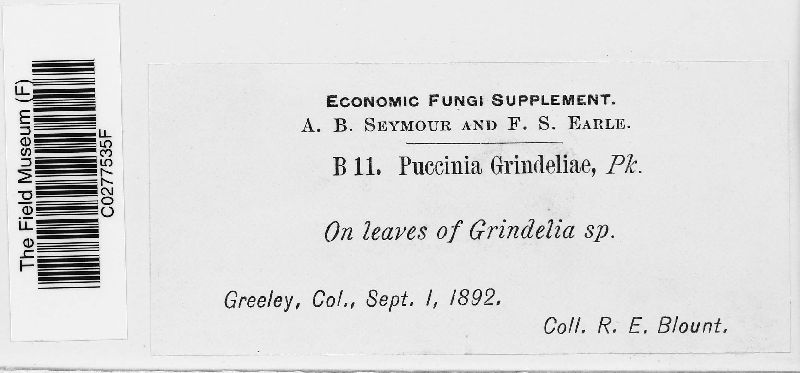 The Field Museum (F)
C0277535F
ECONOMIC FUNGI SUPPLEMENT.
A. B. SEYMOUR AND F. S. EARLE.
B 11. Puccinia Grindeliae, Pk.
On leaves of Grindelia sp.
Greeley, Col., Sept. 1, 1892.
Coll. R. E. Blount.